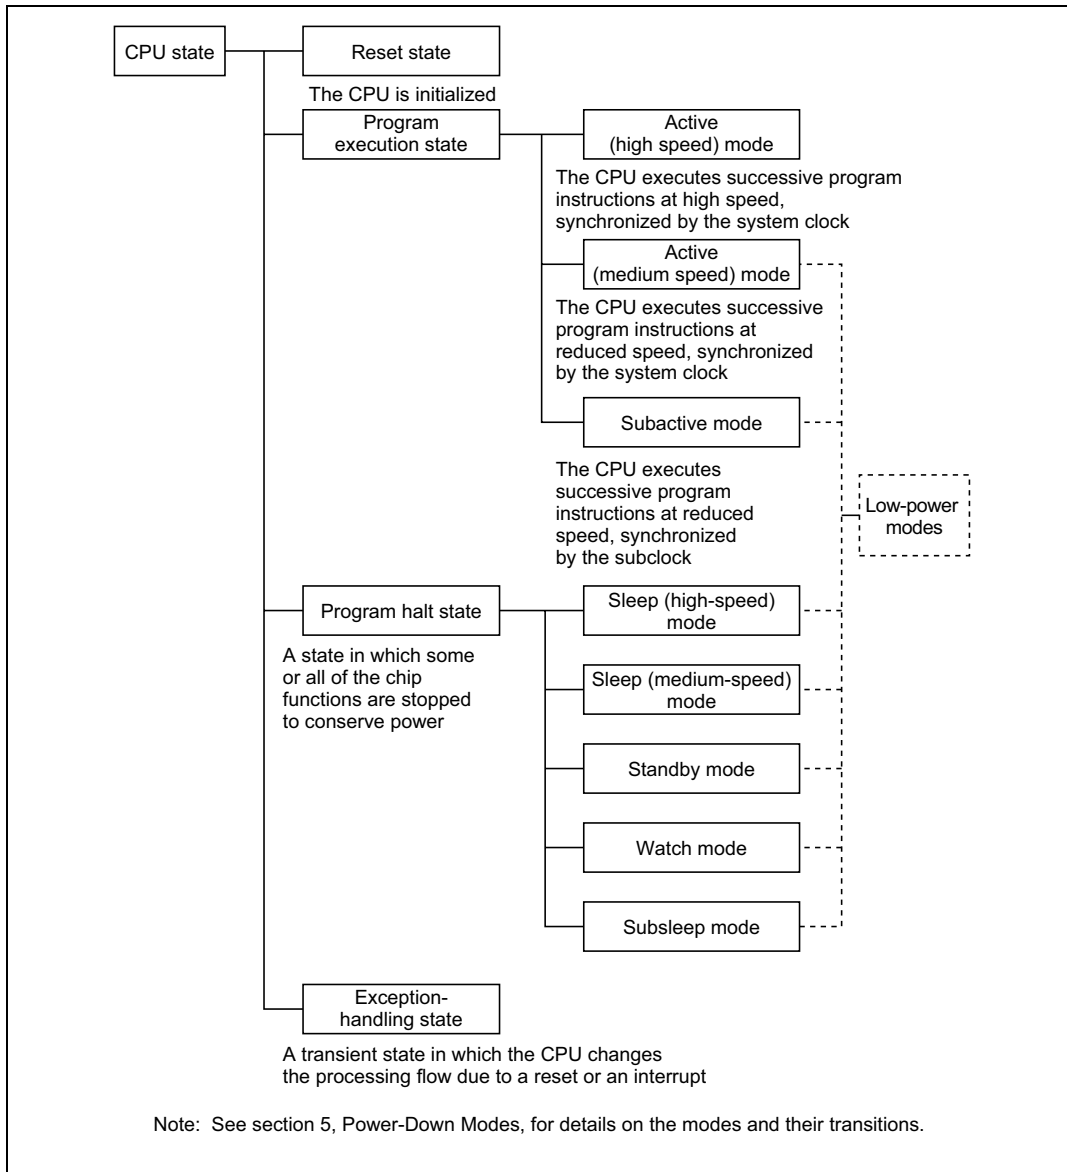 CPU state
Reset state
The CPU is initialized
Program
execution state
Active
(high speed) mode
The CPU executes successive program
instructions at high speed,
synchronized by the system clock
Active
(medium speed) mode
The CPU executes successive
program instructions at
reduced speed, synchronized
by the system clock
Subactive mode
The CPU executes
successive program
instructions at reduced
speed, synchronized
by the subclock
Low-power
modes
Program halt state
A state in which some
or all of the chip
functions are stopped
to conserve power
Sleep (high-speed)
mode
Sleep (medium-speed)
mode
Standby mode
Watch mode
Subsleep mode
Exception-
handling state
A transient state in which the CPU changes
the processing flow due to a reset or an interrupt
Note: See section 5, Power-Down Modes, for details on the modes and their transitions.